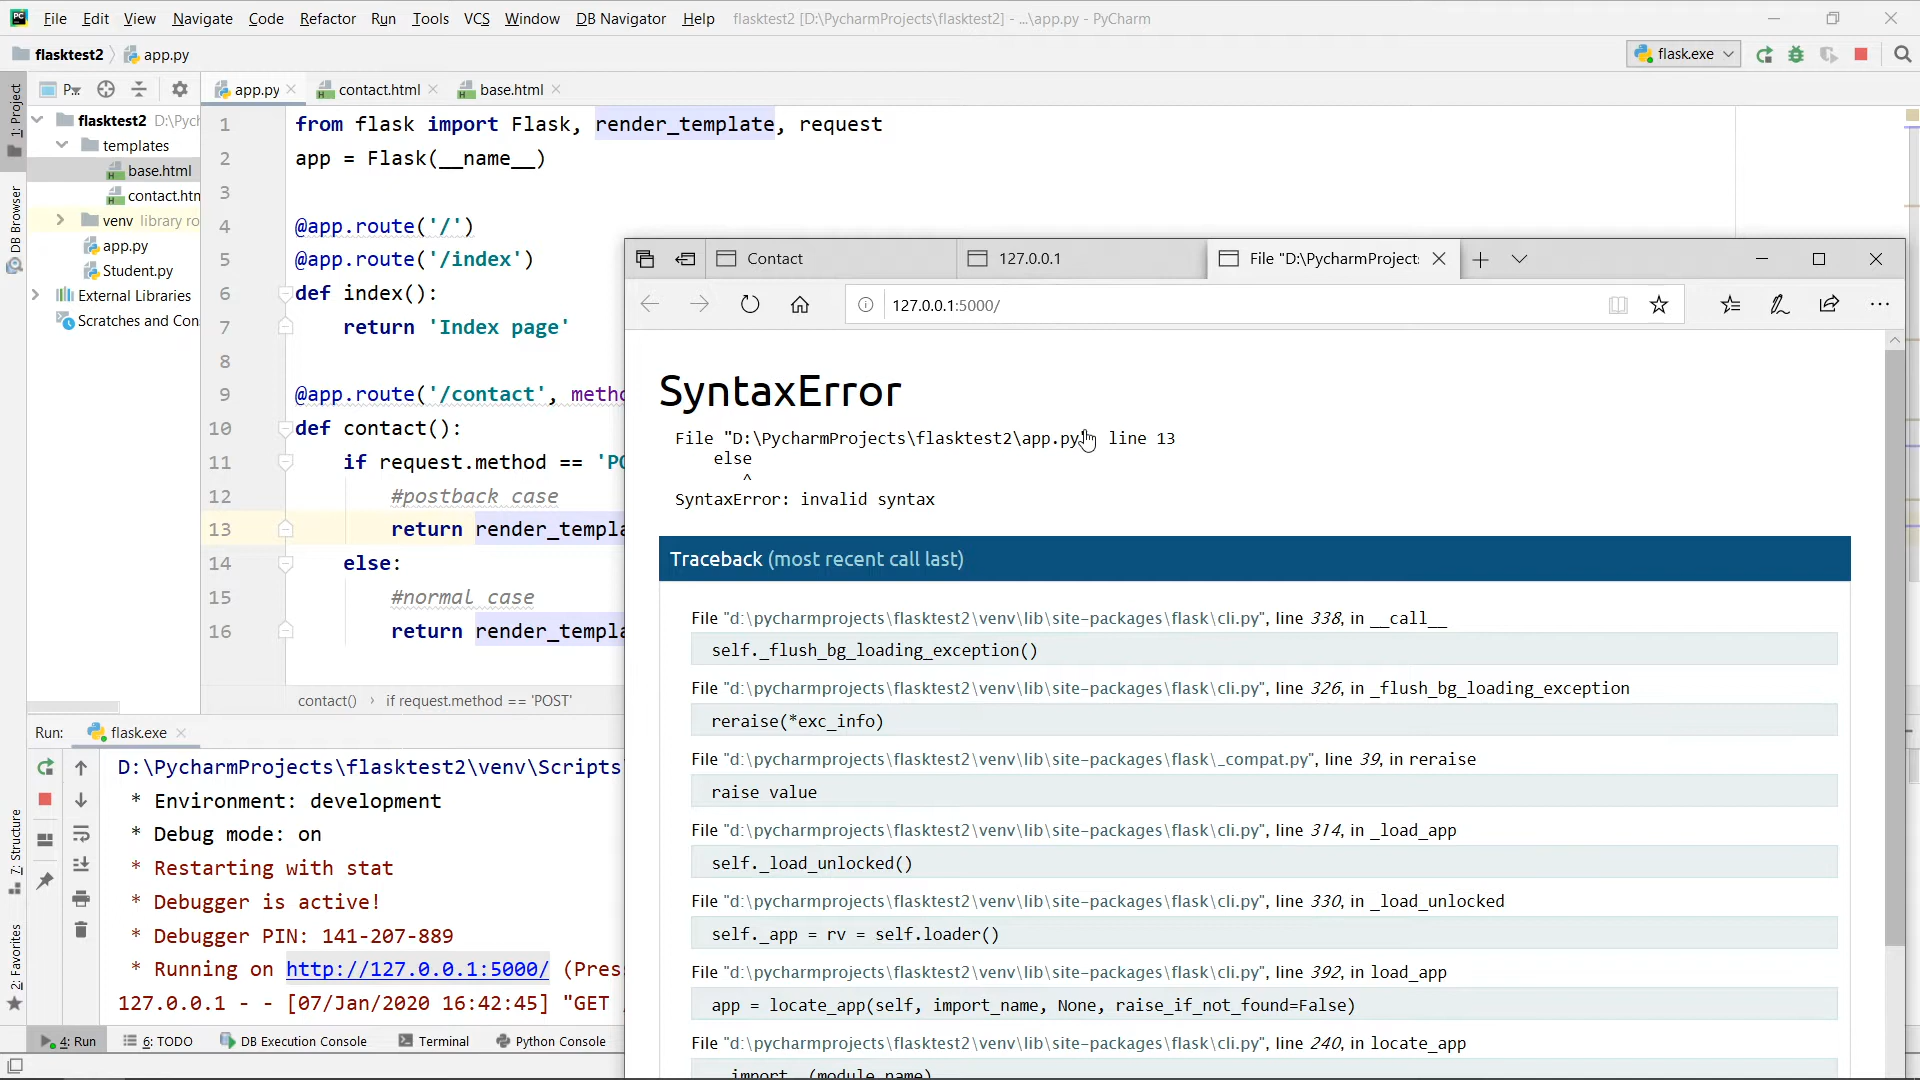 File Edit View Navigate Code Refactor Run Tools VCS Window DB Navigator Help flasktest2 [D:\PycharmProjects\flasktest2] - ...\app.py - PyCharm
flasktest2 app.py flask.exe
P.. app.py contact.html base.html
1: Project
DB Browser
7: Structure
2: Favorites
flasktest2 D:\Pych
templates
base.html
contact.htn
venv library ro
app.py
Student.py
External Libraries
Scratches and Con
1 from flask import Flask, render_template, request
2 app = Flask(__name__)
3
4 @app.route('/')
5 @app.route('/index')
6 def index():
7 return 'Index page'
8
9 @app.route('/contact', metho
10 def contact():
11 if request.method == 'PO
12 #postback case
13 return render_templa
14 else:
15 #normal case
16 return render_templa
contact() › if request.method == 'POST'
Contact 127.0.0.1 File "D:\PycharmProject:
127.0.0.1:5000/
SyntaxError
File "D:\PycharmProjects\flasktest2\app.py" line 13
else
^
SyntaxError: invalid syntax
Traceback (most recent call last)
File "d:\pycharmprojects\flasktest2\venv\lib\site-packages\flask\cli.py", line 338, in __call__
self._flush_bg_loading_exception()
File "d:\pycharmprojects\flasktest2\venv\lib\site-packages\flask\cli.py", line 326, in _flush_bg_loading_exception
reraise(*exc_info)
File "d:\pycharmprojects\flasktest2\venv\lib\site-packages\flask\_compat.py", line 39, in reraise
raise value
File "d:\pycharmprojects\flasktest2\venv\lib\site-packages\flask\cli.py", line 314, in _load_app
self._load_unlocked()
File "d:\pycharmprojects\flasktest2\venv\lib\site-packages\flask\cli.py", line 330, in _load_unlocked
self._app = rv = self.loader()
File "d:\pycharmprojects\flasktest2\venv\lib\site-packages\flask\cli.py", line 392, in load_app
app = locate_app(self, import_name, None, raise_if_not_found=False)
File "d:\pycharmprojects\flasktest2\venv\lib\site-packages\flask\cli.py", line 240, in locate_app
import (module_name)
Run: flask.exe
D:\PycharmProjects\flasktest2\venv\Scripts
* Environment: development
* Debug mode: on
* Restarting with stat
* Debugger is active!
* Debugger PIN: 141-207-889
* Running on http://127.0.0.1:5000/ (Pres
127.0.0.1 - - [07/Jan/2020 16:42:45] "GET
4: Run 6: TODO DB Execution Console Terminal Python Console